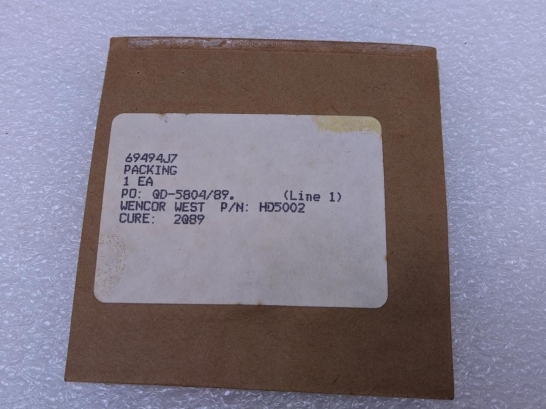 69494J7
PACKING
1 EA
PO: QD-5804/89. (Line 1)
WENCOR WEST P/N: HD5002
CURE: 2Q89